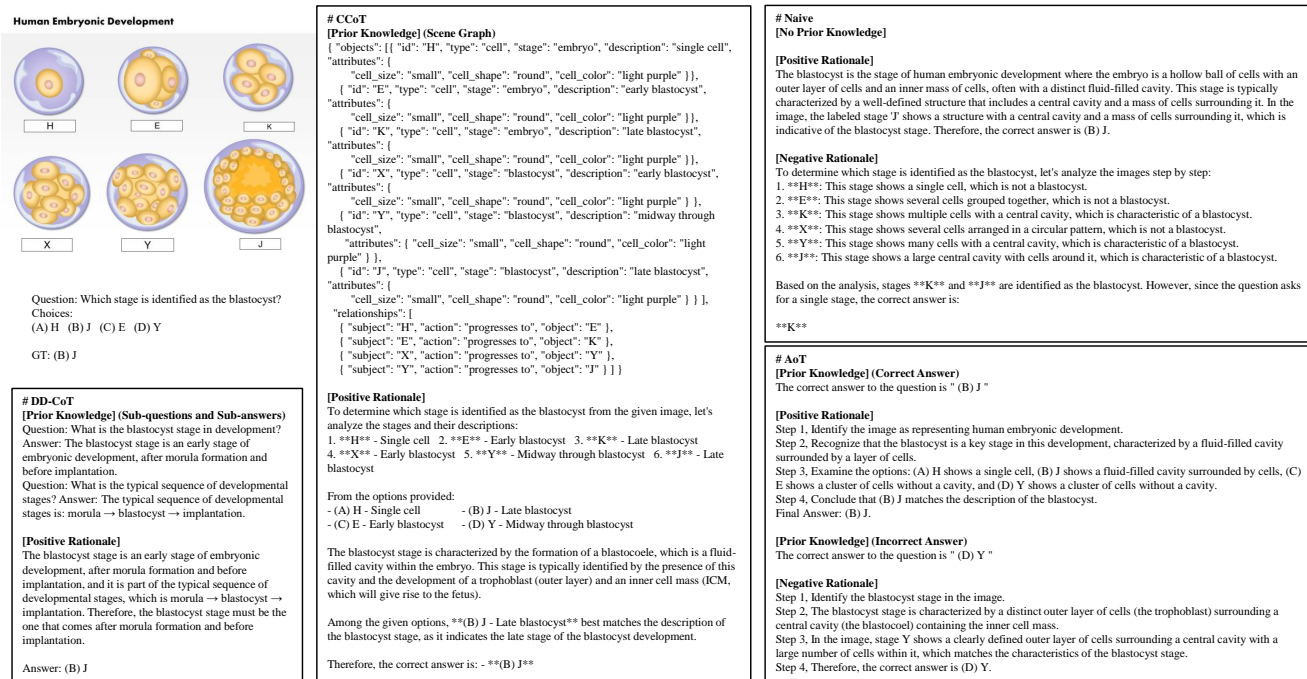 Human Embryonic Development
H
E
K
X
Y
J
Question: Which stage is identified as the blastocyst?
Choices:
(A) H (B) J (C) E (D) Y
GT: (B) J
# DD-CoT
[Prior Knowledge] (Sub-questions and Sub-answers)
Question: What is the blastocyst stage in development?
Answer: The blastocyst stage is an early stage of
embryonic development, after morula formation and
before implantation.
Question: What is the typical sequence of developmental
stages? Answer: The typical sequence of developmental
stages is: morula → blastocyst → implantation.
[Positive Rationale]
The blastocyst stage is an early stage of embryonic
development, after morula formation and before
implantation, and it is part of the typical sequence of
developmental stages, which is morula → blastocyst →
implantation. Therefore, the blastocyst stage must be the
one that comes after morula formation and before
implantation.
Answer: (B) J
# CCoT
[Prior Knowledge] (Scene Graph)
{ "objects": [{ "id": "H", "type": "cell", "stage": "embryo", "description": "single cell",
"attributes": {
"cell_size": "small", "cell_shape": "round", "cell_color": "light purple" }},
{ "id": "E", "type": "cell", "stage": "embryo", "description": "early blastocyst",
"attributes": {
"cell_size": "small", "cell_shape": "round", "cell_color": "light purple" }},
{ "id": "K", "type": "cell", "stage": "embryo", "description": "late blastocyst",
"attributes": {
"cell_size": "small", "cell_shape": "round", "cell_color": "light purple" }},
{ "id": "X", "type": "cell", "stage": "blastocyst", "description": "early blastocyst",
"attributes": {
"cell_size": "small", "cell_shape": "round", "cell_color": "light purple" } },
{ "id": "Y", "type": "cell", "stage": "blastocyst", "description": "midway through
blastocyst",
"attributes": { "cell_size": "small", "cell_shape": "round", "cell_color": "light
purple" } },
{ "id": "J", "type": "cell", "stage": "blastocyst", "description": "late blastocyst",
"attributes": {
"cell_size": "small", "cell_shape": "round", "cell_color": "light purple" } } ],
"relationships": [
{ "subject": "H", "action": "progresses to", "object": "E" },
{ "subject": "E", "action": "progresses to", "object": "K" },
{ "subject": "X", "action": "progresses to", "object": "Y" },
{ "subject": "Y", "action": "progresses to", "object": "J" } ] }
[Positive Rationale]
To determine which stage is identified as the blastocyst from the given image, let's
analyze the stages and their descriptions:
1. **H** - Single cell 2. **E** - Early blastocyst 3. **K** - Late blastocyst
4. **X** - Early blastocyst 5. **Y** - Midway through blastocyst 6. **J** - Late
blastocyst
From the options provided:
- (A) H - Single cell - (B) J - Late blastocyst
- (C) E - Early blastocyst - (D) Y - Midway through blastocyst
The blastocyst stage is characterized by the formation of a blastocoele, which is a fluid-
filled cavity within the embryo. This stage is typically identified by the presence of this
cavity and the development of a trophoblast (outer layer) and an inner cell mass (ICM,
which will give rise to the fetus).
Among the given options, **(B) J - Late blastocyst** best matches the description of
the blastocyst stage, as it indicates the late stage of the blastocyst development.
Therefore, the correct answer is: - **(B) J**
# Naive
[No Prior Knowledge]
[Positive Rationale]
The blastocyst is the stage of human embryonic development where the embryo is a hollow ball of cells with an
outer layer of cells and an inner mass of cells, often with a distinct fluid-filled cavity. This stage is typically
characterized by a well-defined structure that includes a central cavity and a mass of cells surrounding it. In the
image, the labeled stage 'J' shows a structure with a central cavity and a mass of cells surrounding it, which is
indicative of the blastocyst stage. Therefore, the correct answer is (B) J.
[Negative Rationale]
To determine which stage is identified as the blastocyst, let's analyze the images step by step:
1. **H**: This stage shows a single cell, which is not a blastocyst.
2. **E**: This stage shows several cells grouped together, which is not a blastocyst.
3. **K**: This stage shows multiple cells with a central cavity, which is characteristic of a blastocyst.
4. **X**: This stage shows several cells arranged in a circular pattern, which is not a blastocyst.
5. **Y**: This stage shows many cells with a central cavity, which is characteristic of a blastocyst.
6. **J**: This stage shows a large central cavity with cells around it, which is characteristic of a blastocyst.
Based on the analysis, stages **K** and **J** are identified as the blastocyst. However, since the question asks
for a single stage, the correct answer is:
**K**
# AoT
[Prior Knowledge] (Correct Answer)
The correct answer to the question is " (B) J "
[Positive Rationale]
Step 1, Identify the image as representing human embryonic development.
Step 2, Recognize that the blastocyst is a key stage in this development, characterized by a fluid-filled cavity
surrounded by a layer of cells.
Step 3, Examine the options: (A) H shows a single cell, (B) J shows a fluid-filled cavity surrounded by cells, (C)
E shows a cluster of cells without a cavity, and (D) Y shows a cluster of cells without a cavity.
Step 4, Conclude that (B) J matches the description of the blastocyst.
Final Answer: (B) J.
[Prior Knowledge] (Incorrect Answer)
The correct answer to the question is " (D) Y "
[Negative Rationale]
Step 1, Identify the blastocyst stage in the image.
Step 2, The blastocyst stage is characterized by a distinct outer layer of cells (the trophoblast) surrounding a
central cavity (the blastocoel) containing the inner cell mass.
Step 3, In the image, stage Y shows a clearly defined outer layer of cells surrounding a central cavity with a
large number of cells within it, which matches the characteristics of the blastocyst stage.
Step 4, Therefore, the correct answer is (D) Y.